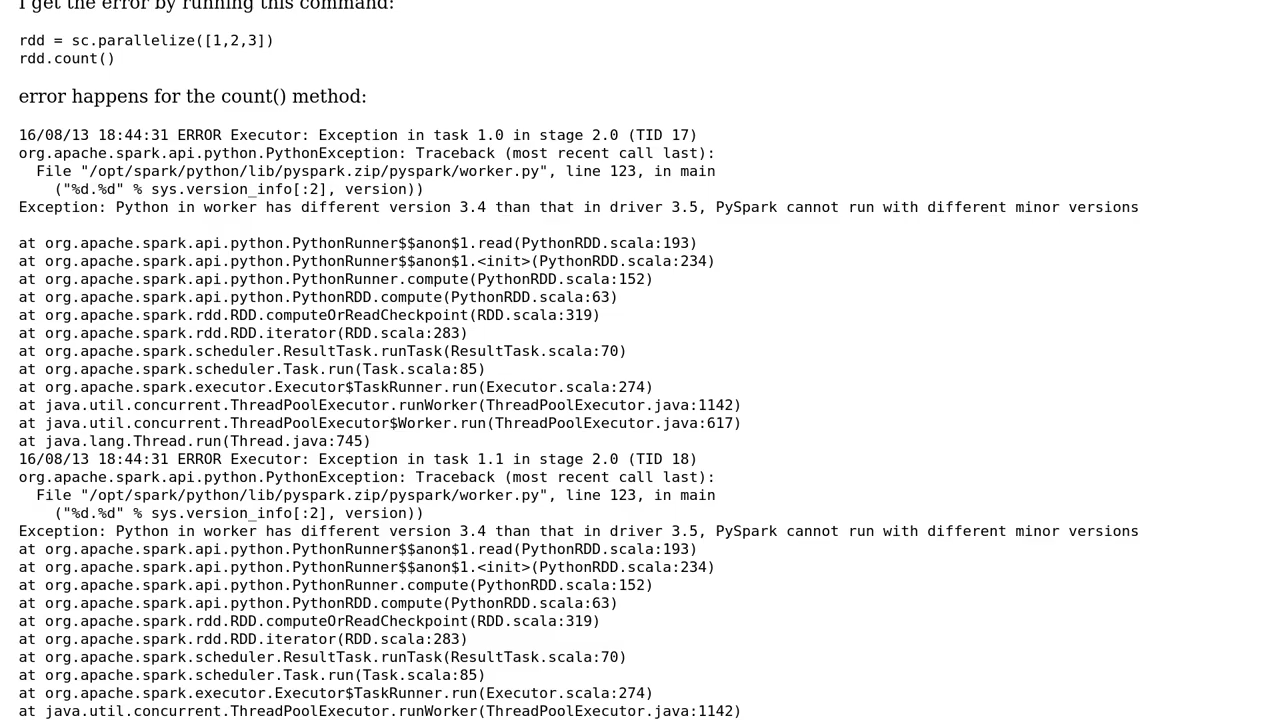 I get the error by running this command:
rdd = sc.parallelize([1,2,3])
rdd.count()
error happens for the count() method:
16/08/13 18:44:31 ERROR Executor: Exception in task 1.0 in stage 2.0 (TID 17)
org.apache.spark.api.python.PythonException: Traceback (most recent call last):
  File "/opt/spark/python/lib/pyspark.zip/pyspark/worker.py", line 123, in main
    ("%d.%d" % sys.version_info[:2], version))
Exception: Python in worker has different version 3.4 than that in driver 3.5, PySpark cannot run with different minor versions
at org.apache.spark.api.python.PythonRunner$$anon$1.read(PythonRDD.scala:193)
at org.apache.spark.api.python.PythonRunner$$anon$1.<init>(PythonRDD.scala:234)
at org.apache.spark.api.python.PythonRunner.compute(PythonRDD.scala:152)
at org.apache.spark.api.python.PythonRDD.compute(PythonRDD.scala:63)
at org.apache.spark.rdd.RDD.computeOrReadCheckpoint(RDD.scala:319)
at org.apache.spark.rdd.RDD.iterator(RDD.scala:283)
at org.apache.spark.scheduler.ResultTask.runTask(ResultTask.scala:70)
at org.apache.spark.scheduler.Task.run(Task.scala:85)
at org.apache.spark.executor.Executor$TaskRunner.run(Executor.scala:274)
at java.util.concurrent.ThreadPoolExecutor.runWorker(ThreadPoolExecutor.java:1142)
at java.util.concurrent.ThreadPoolExecutor$Worker.run(ThreadPoolExecutor.java:617)
at java.lang.Thread.run(Thread.java:745)
16/08/13 18:44:31 ERROR Executor: Exception in task 1.1 in stage 2.0 (TID 18)
org.apache.spark.api.python.PythonException: Traceback (most recent call last):
  File "/opt/spark/python/lib/pyspark.zip/pyspark/worker.py", line 123, in main
    ("%d.%d" % sys.version_info[:2], version))
Exception: Python in worker has different version 3.4 than that in driver 3.5, PySpark cannot run with different minor versions
at org.apache.spark.api.python.PythonRunner$$anon$1.read(PythonRDD.scala:193)
at org.apache.spark.api.python.PythonRunner$$anon$1.<init>(PythonRDD.scala:234)
at org.apache.spark.api.python.PythonRunner.compute(PythonRDD.scala:152)
at org.apache.spark.api.python.PythonRDD.compute(PythonRDD.scala:63)
at org.apache.spark.rdd.RDD.computeOrReadCheckpoint(RDD.scala:319)
at org.apache.spark.rdd.RDD.iterator(RDD.scala:283)
at org.apache.spark.scheduler.ResultTask.runTask(ResultTask.scala:70)
at org.apache.spark.scheduler.Task.run(Task.scala:85)
at org.apache.spark.executor.Executor$TaskRunner.run(Executor.scala:274)
at java.util.concurrent.ThreadPoolExecutor.runWorker(ThreadPoolExecutor.java:1142)